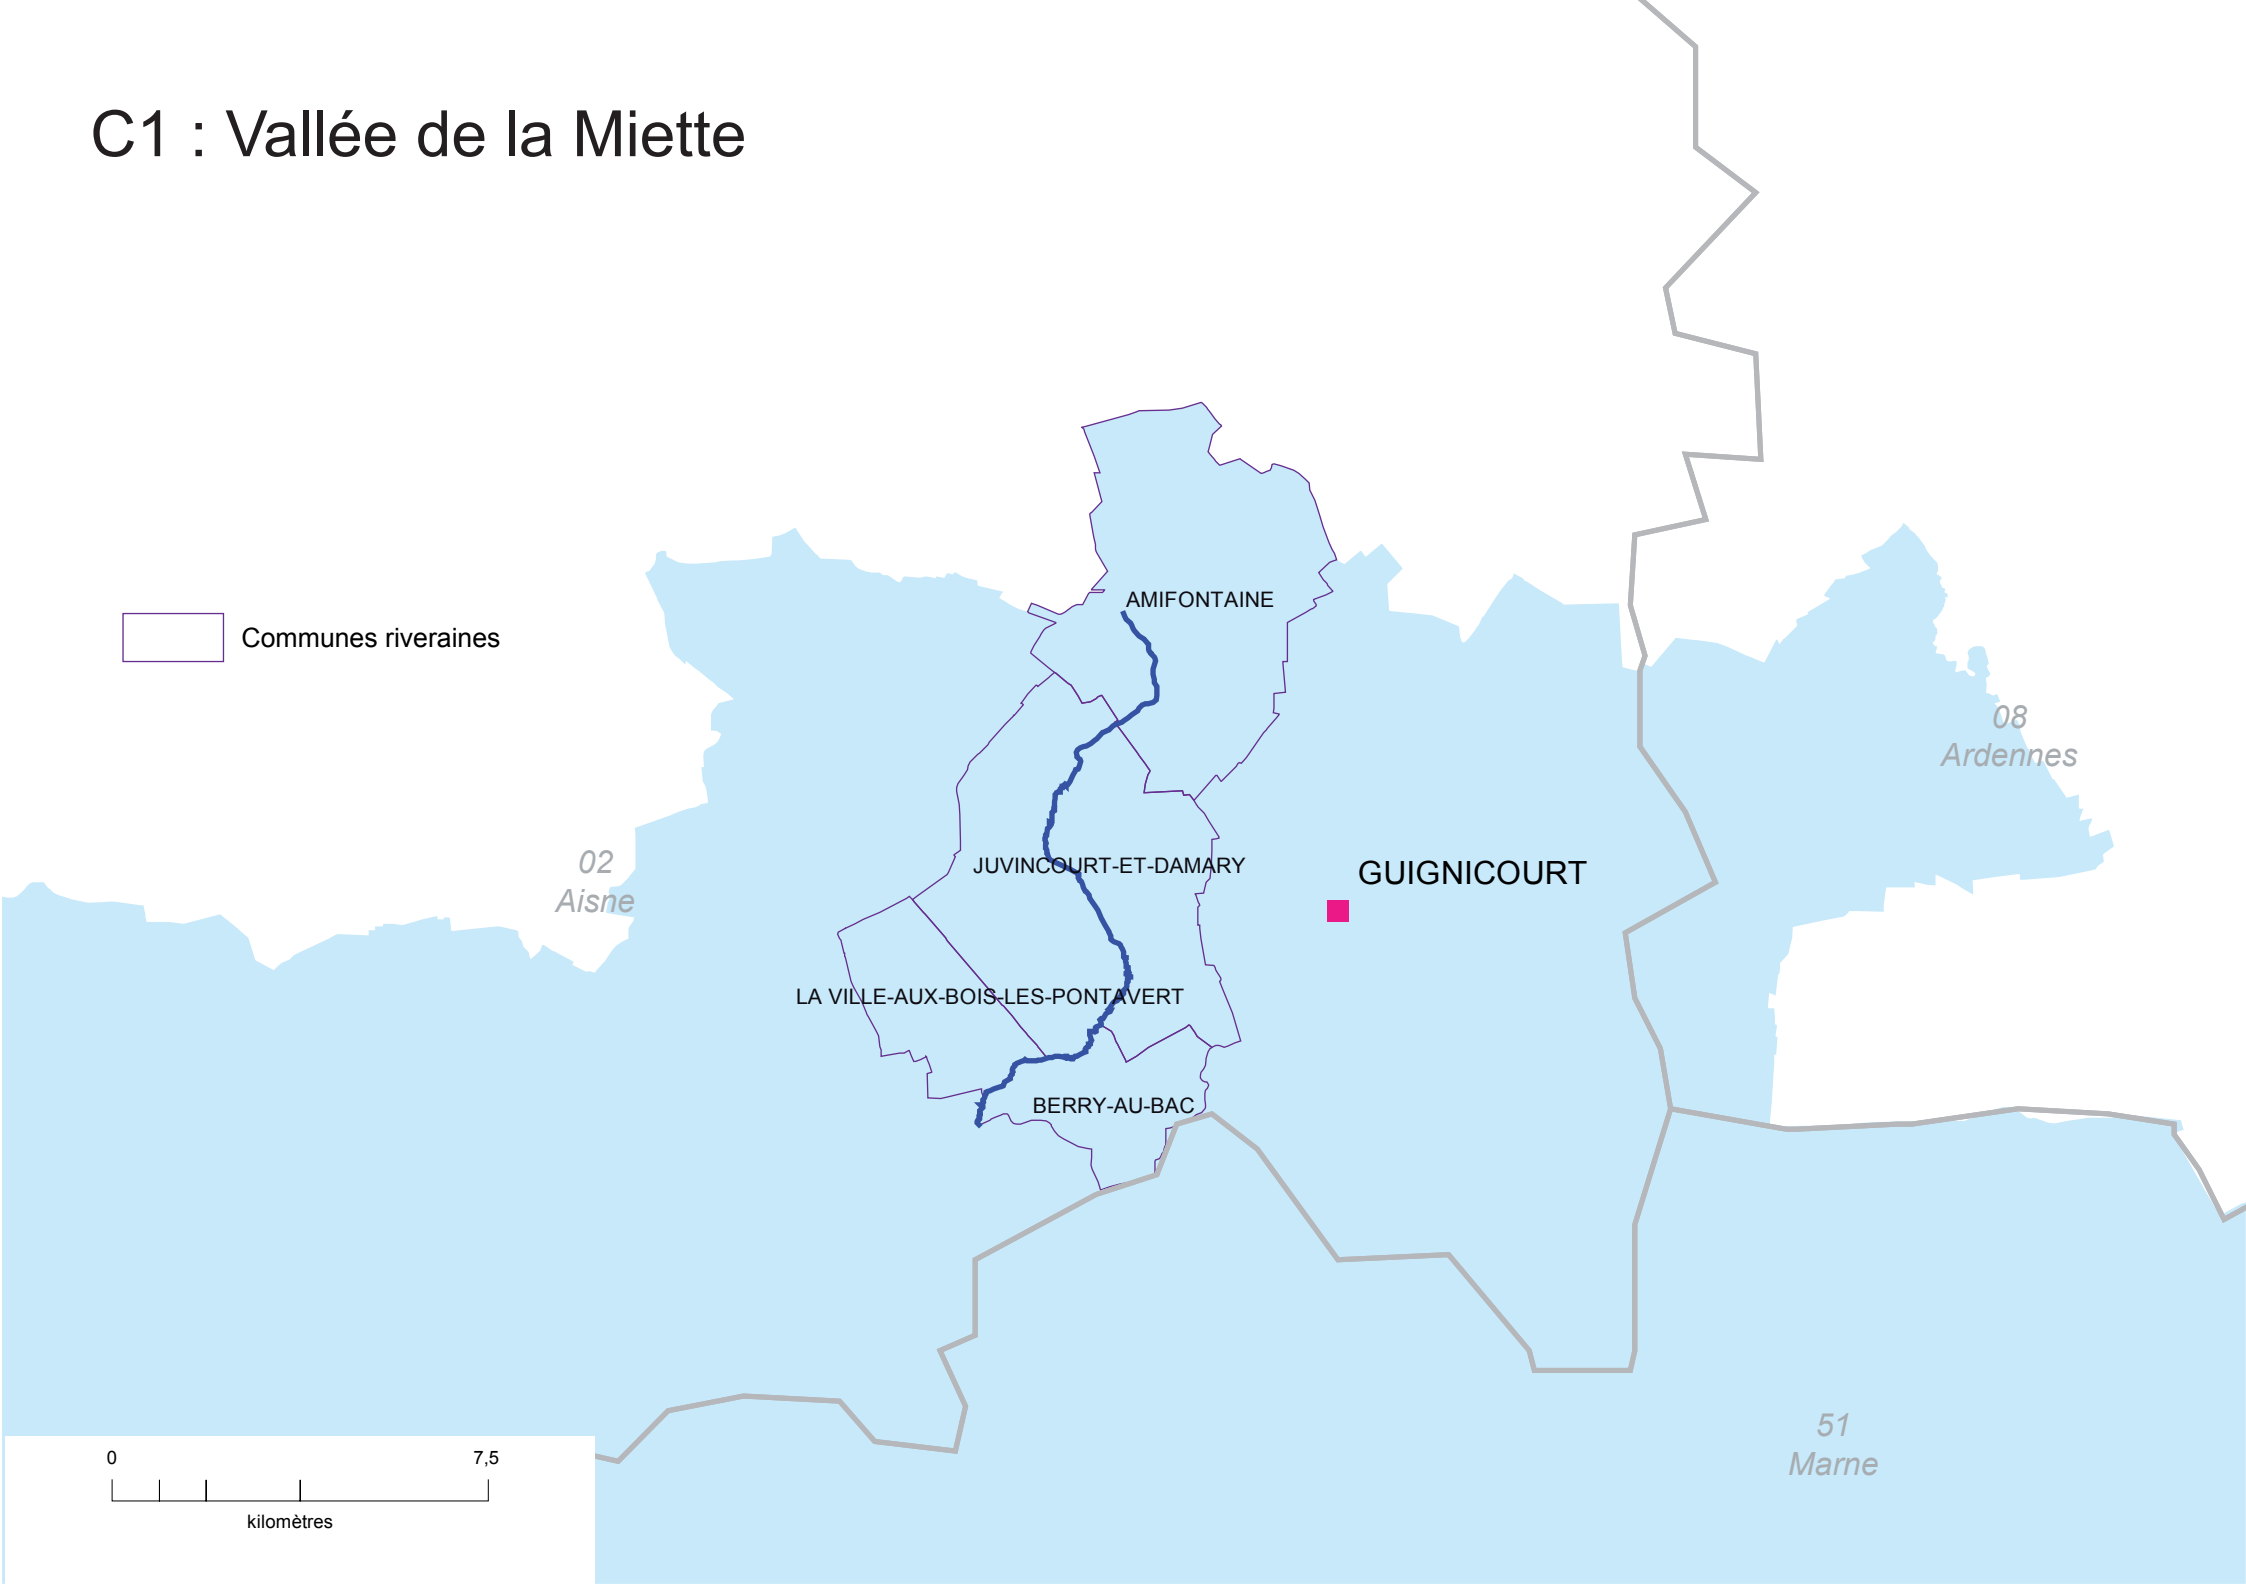 C1 : Vallée de la Miette
AMIFONTAINE
Communes riveraines
08
Ardennes
02
Aisne
JUVINCOURT-ET-DAMARY
GUIGNICOURT
LA VILLE-AUX-BOIS-LES-PONTAVERT
BERRY-AU-BAC
51
Marne
0 7,5
kilomètres